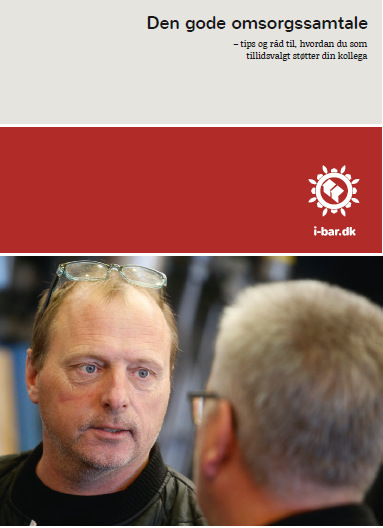 Den gode omsorgssamtale
– tips og råd til, hvordan du som
tillidsvalgt støtter din kollega
i-bar.dk